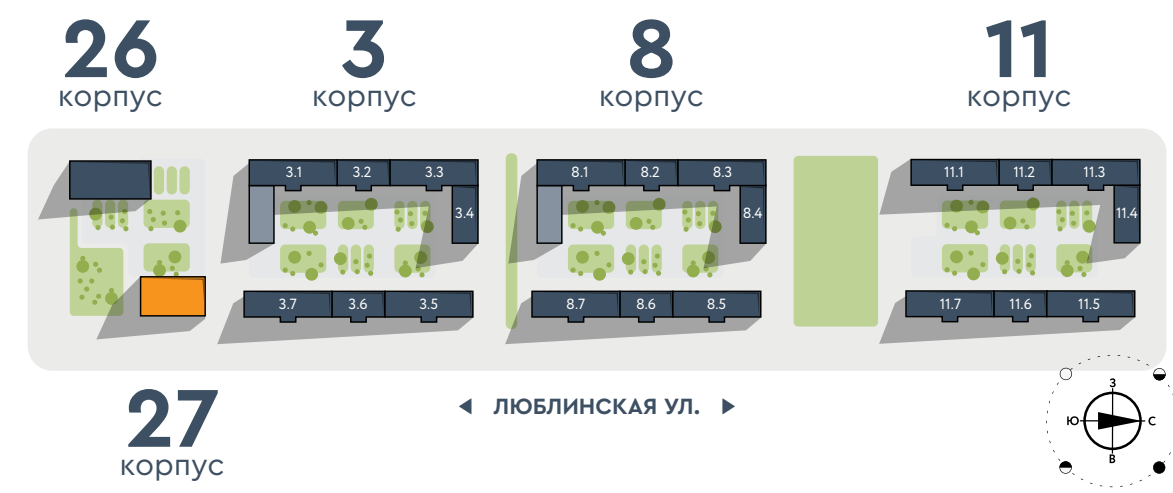 26
корпус
3
корпус
8
корпус
11
корпус
3.1 3.2 3.3
3.4
8.1 8.2 8.3
8.4
11.1 11.2 11.3
11.4
3.7 3.6 3.5
8.7 8.6 8.5
11.7 11.6 11.5
27
корпус
ЛЮБЛИНСКАЯ УЛ.
З
Ю С
В